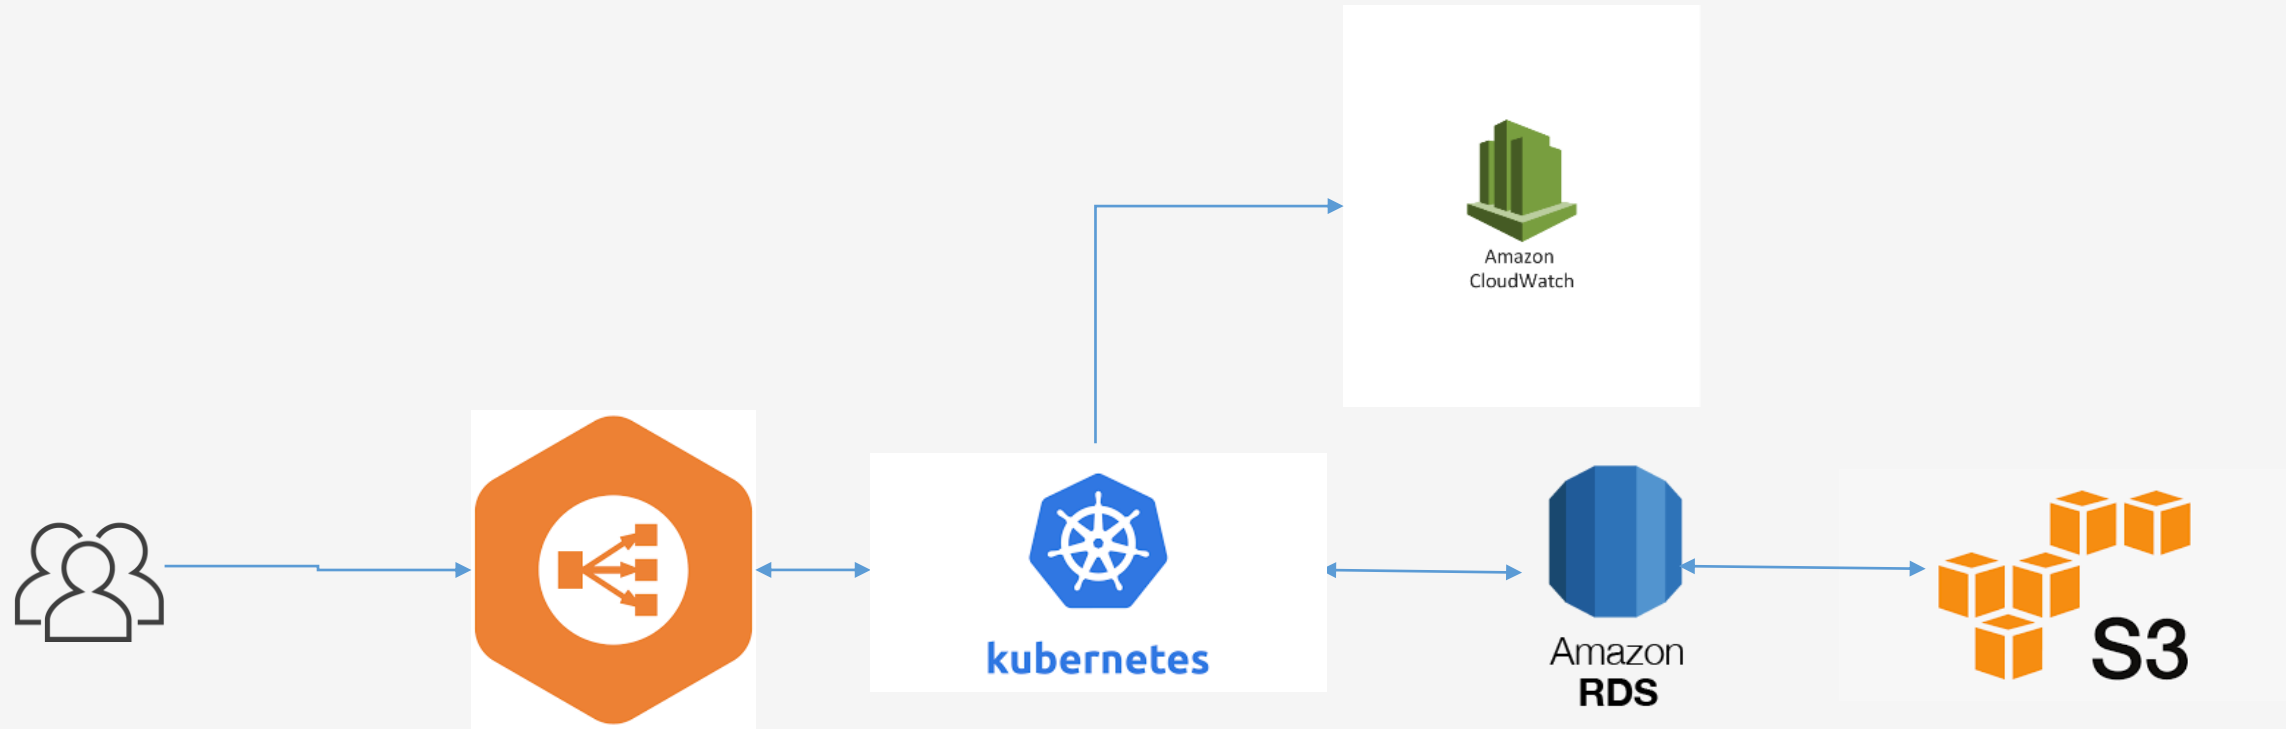 Amazon
CloudWatch
kubernetes
Amazon
RDS
S3